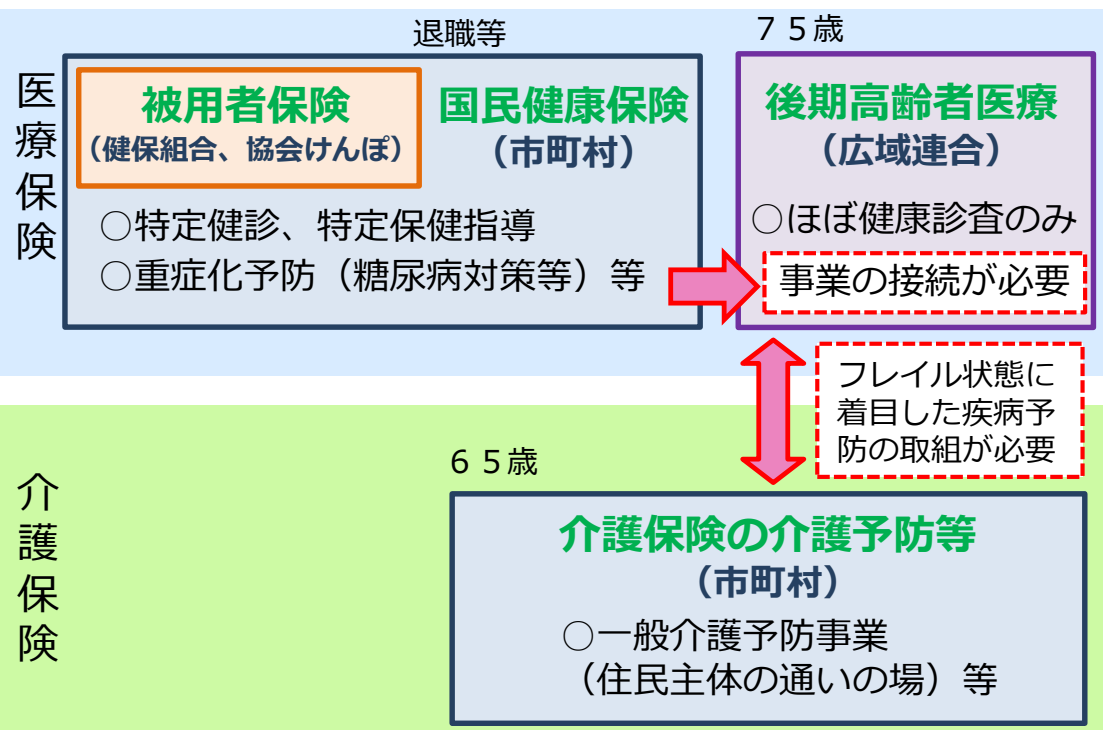 退職等
７５歳
医療保険
被用者保険
（健保組合、協会けんぽ）
国民健康保険
（市町村）
○特定健診、特定保健指導
○重症化予防（糖尿病対策等）等
後期高齢者医療
（広域連合）
○ほぼ健康診査のみ
事業の接続が必要
フレイル状態に
着目した疾病予
防の取組が必要
介護保険
６５歳
介護保険の介護予防等
（市町村）
○一般介護予防事業
（住民主体の通いの場）等